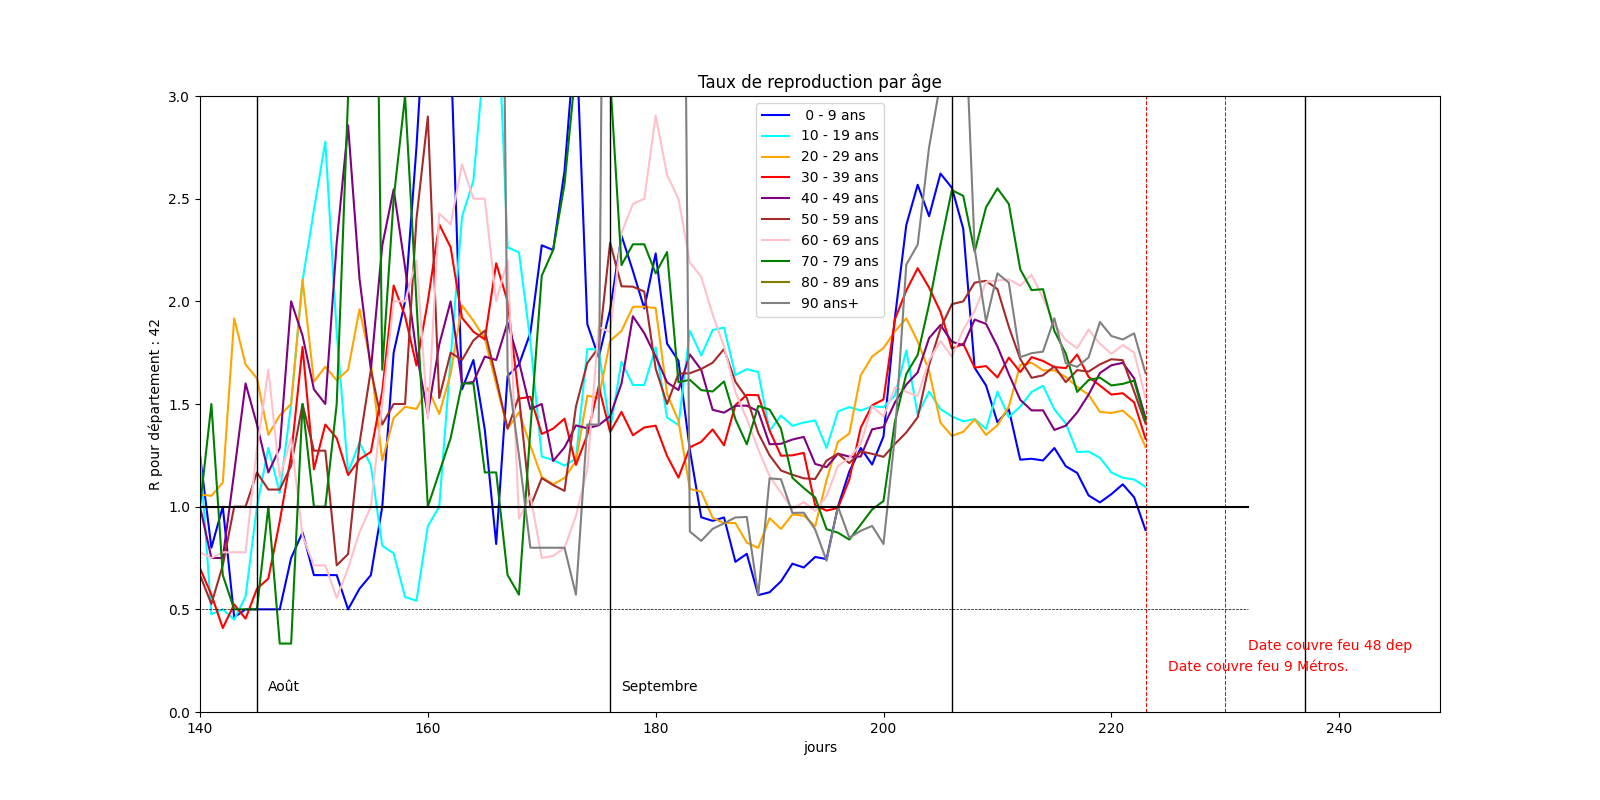 Taux de reproduction par âge
R pour département : 42
3.0
2.5
2.0
1.5
1.0
0.5
0.0
0 - 9 ans
10 - 19 ans
20 - 29 ans
30 - 39 ans
40 - 49 ans
50 - 59 ans
60 - 69 ans
70 - 79 ans
80 - 89 ans
90 ans+
Date couvre feu 48 dep
Date couvre feu 9 Métros.
Août
Septembre
140
160
180
200
220
240
jours